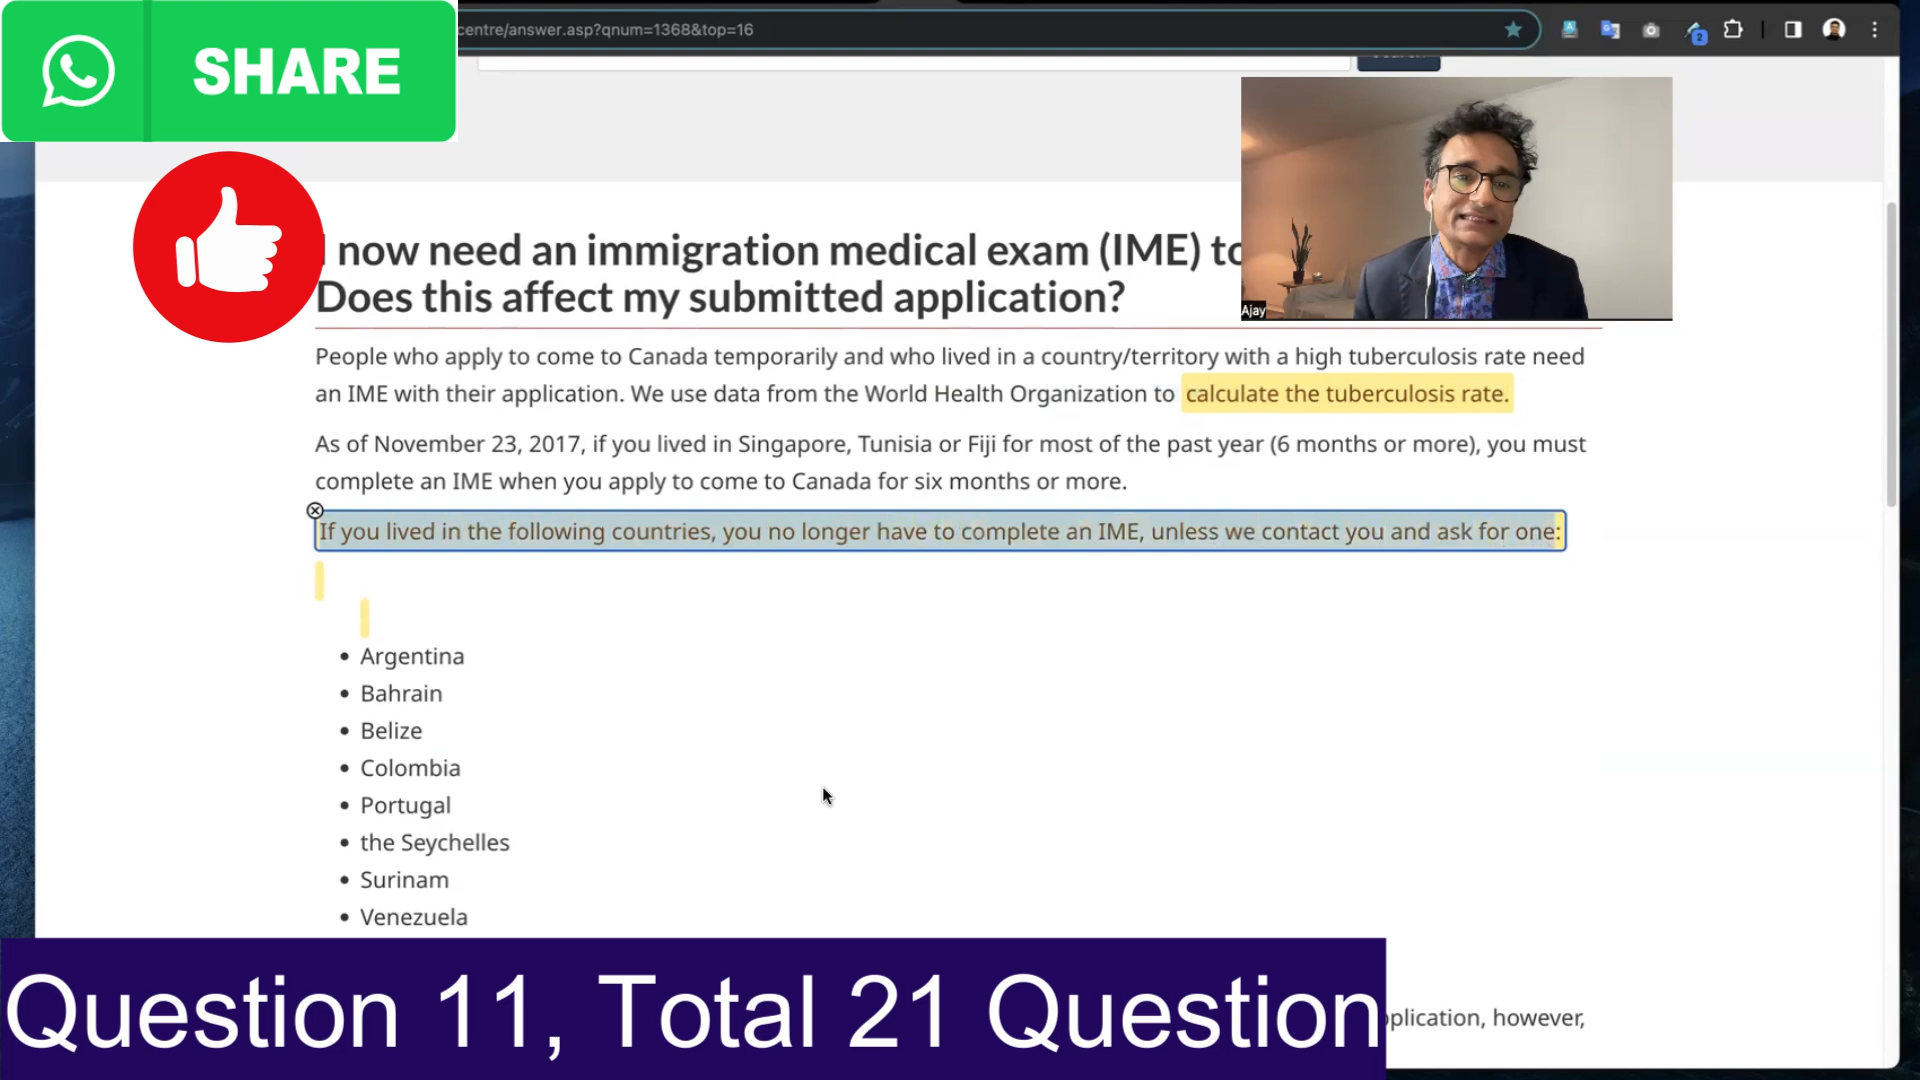 SHARE
centre/answer.asp?qnum=1368&top=16
2
now need an immigration medical exam (IME) to
Does this affect my submitted application?
Ajay
People who apply to come to Canada temporarily and who lived in a country/territory with a high tuberculosis rate need
an IME with their application. We use data from the World Health Organization to calculate the tuberculosis rate.
As of November 23, 2017, if you lived in Singapore, Tunisia or Fiji for most of the past year (6 months or more), you must
complete an IME when you apply to come to Canada for six months or more.
If you lived in the following countries, you no longer have to complete an IME, unless we contact you and ask for one:
• Argentina
• Bahrain
• Belize
• Colombia
• Portugal
• the Seychelles
• Surinam
• Venezuela
Question 11, Total 21 Question
plication, however,